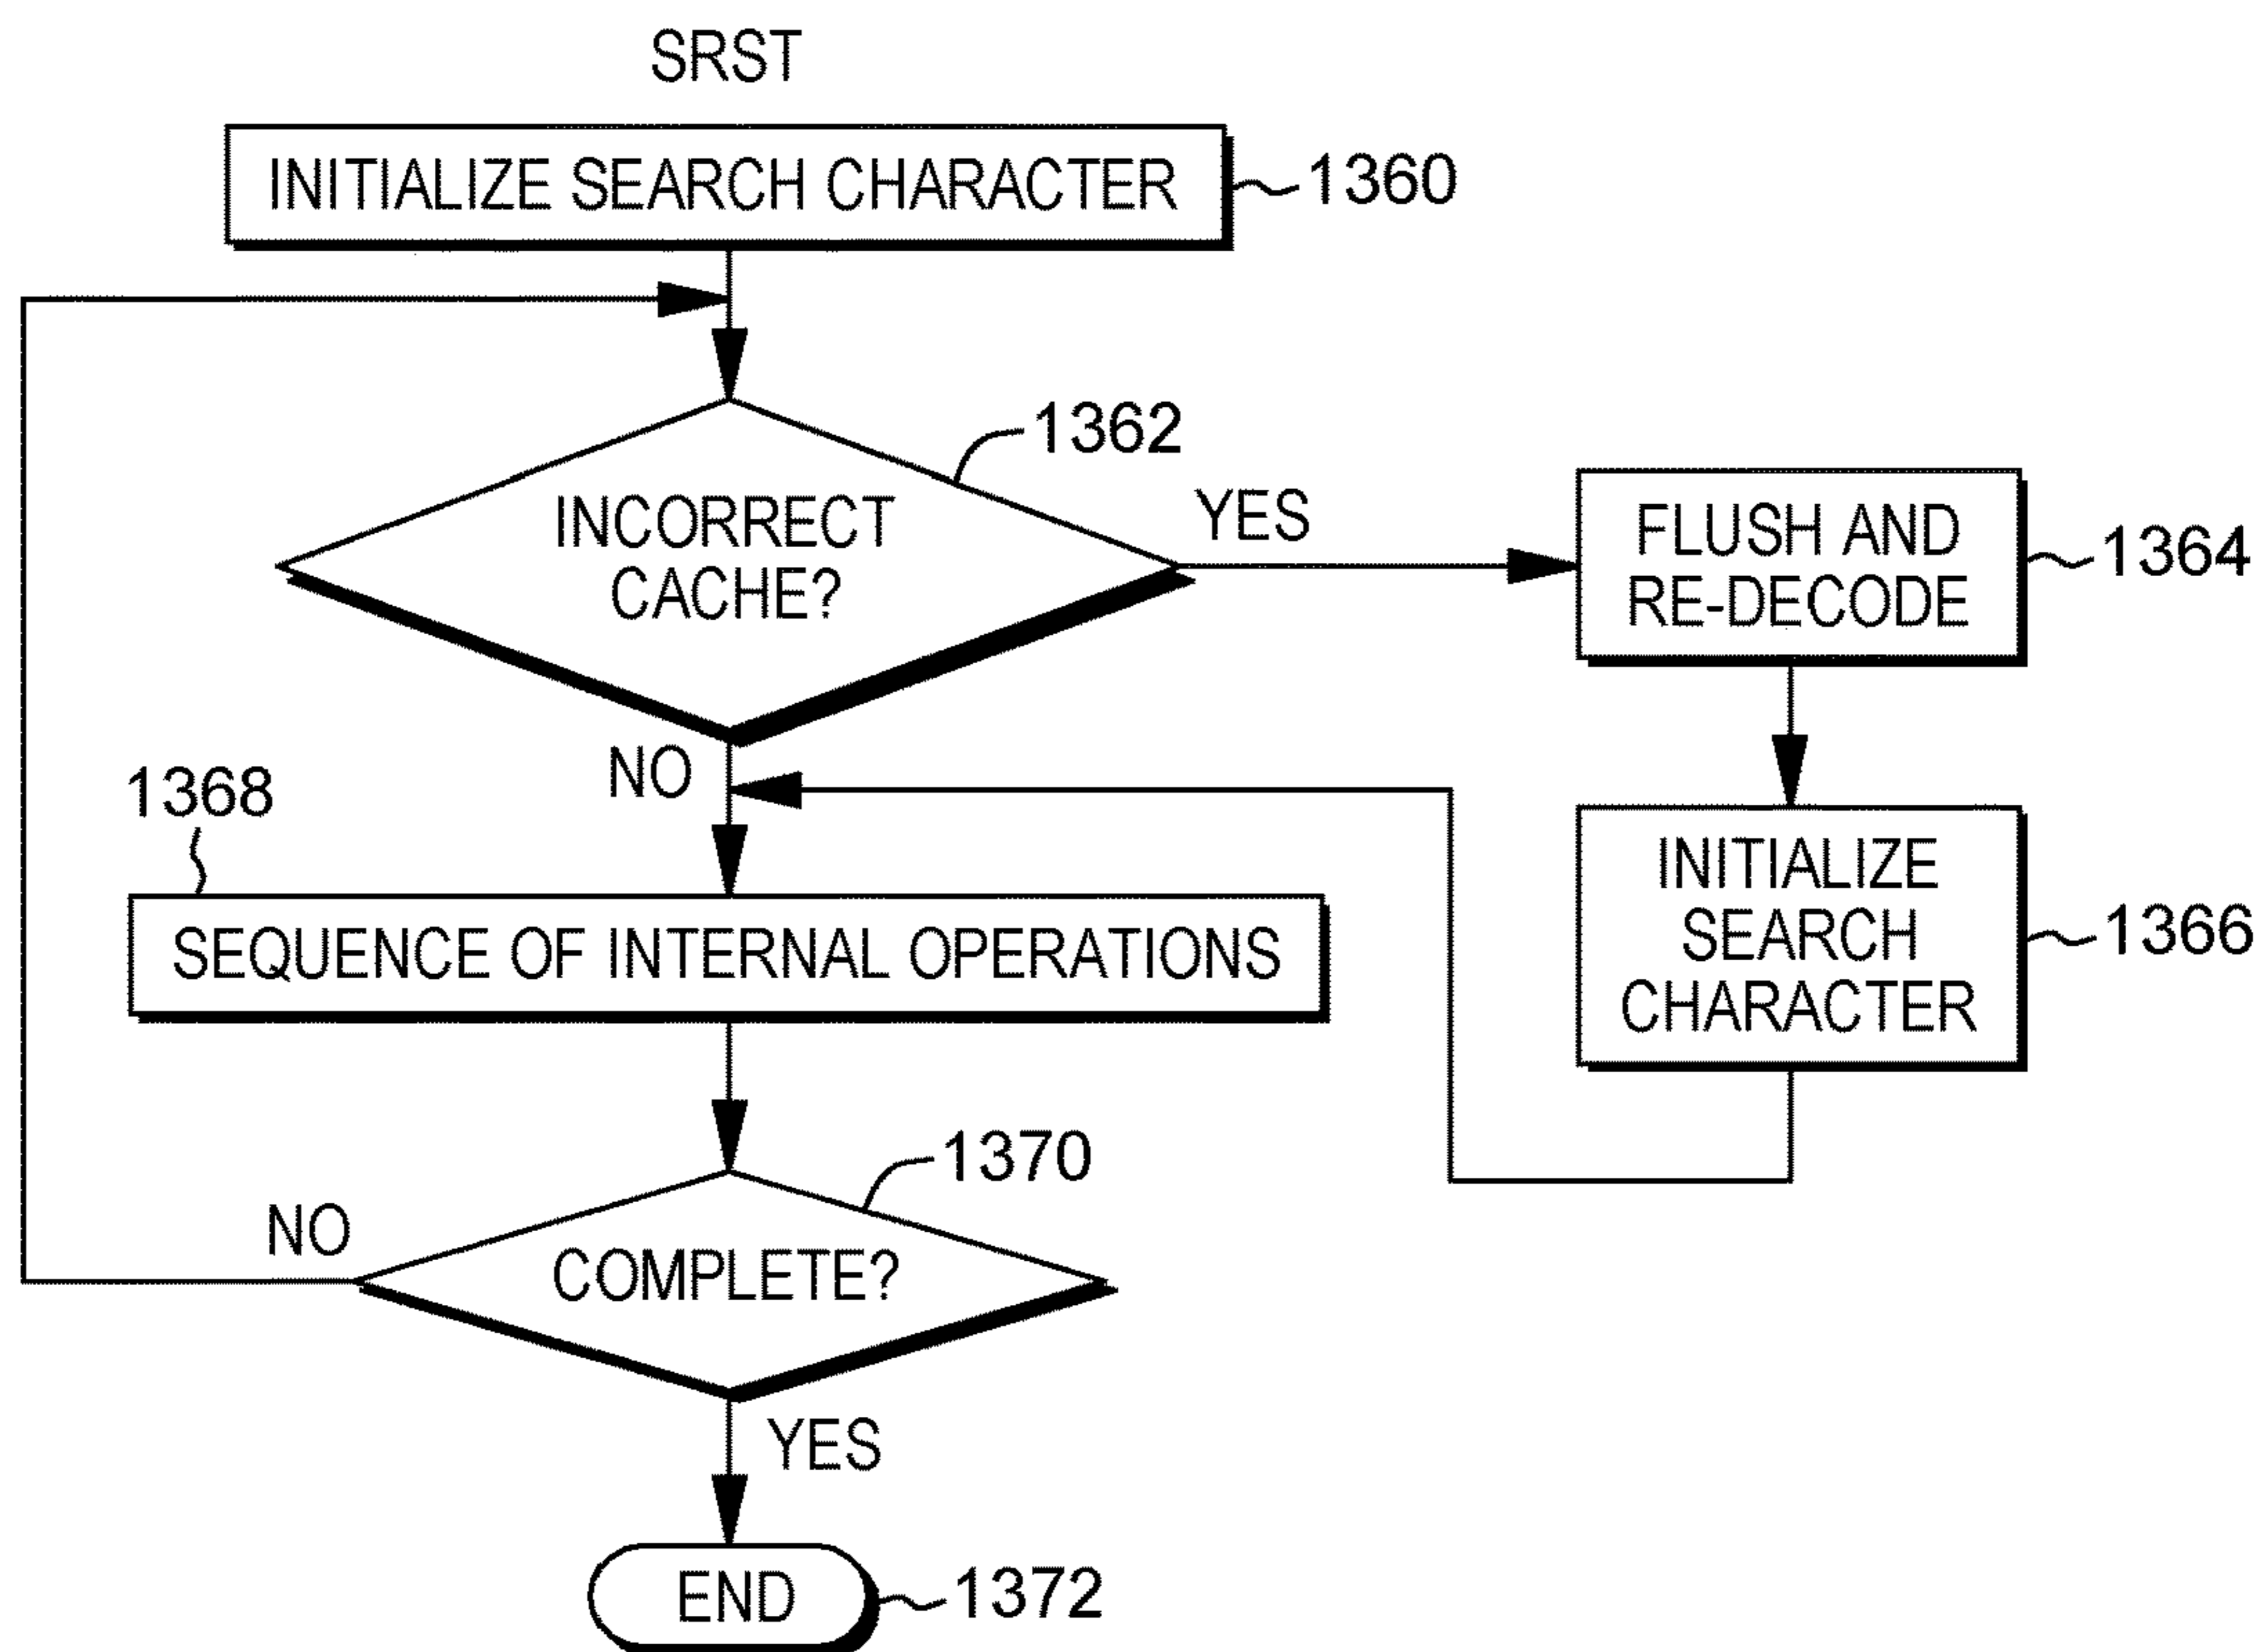 SRST
INITIALIZE SEARCH CHARACTER
1360
1362
INCORRECT
CACHE?
YES
FLUSH AND
RE-DECODE
1364
NO
1368
INITIALIZE
SEARCH
CHARACTER
1366
SEQUENCE OF INTERNAL OPERATIONS
1370
NO
COMPLETE?
YES
END
1372